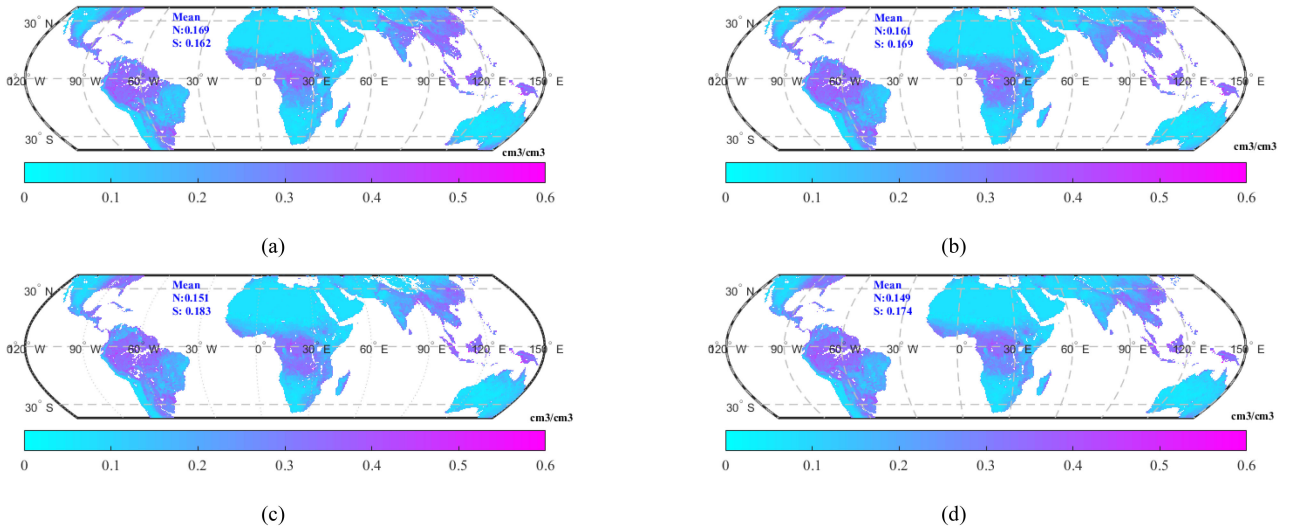 30° N
Mean
N:0.169
S: 0.162
120° W
90° W
60° W
30° W
0°
30° E
60° E
90° E
120° E
150° E
30° S
cm3/cm3
0 0.1 0.2 0.3 0.4 0.5 0.6
(a)
30° N
Mean
N:0.161
S: 0.169
120° W
90° W
60° W
30° W
0°
30° E
60° E
90° E
120° E
150° E
30° S
cm3/cm3
0 0.1 0.2 0.3 0.4 0.5 0.6
(b)
30° N
Mean
N:0.151
S: 0.183
120° W
90° W
60° W
30° W
0°
30° E
60° E
90° E
120° E
150° E
30° S
cm3/cm3
0 0.1 0.2 0.3 0.4 0.5 0.6
(c)
30° N
Mean
N:0.149
S: 0.174
120° W
90° W
60° W
30° W
0°
30° E
60° E
90° E
120° E
150° E
30° S
cm3/cm3
0 0.1 0.2 0.3 0.4 0.5 0.6
(d)